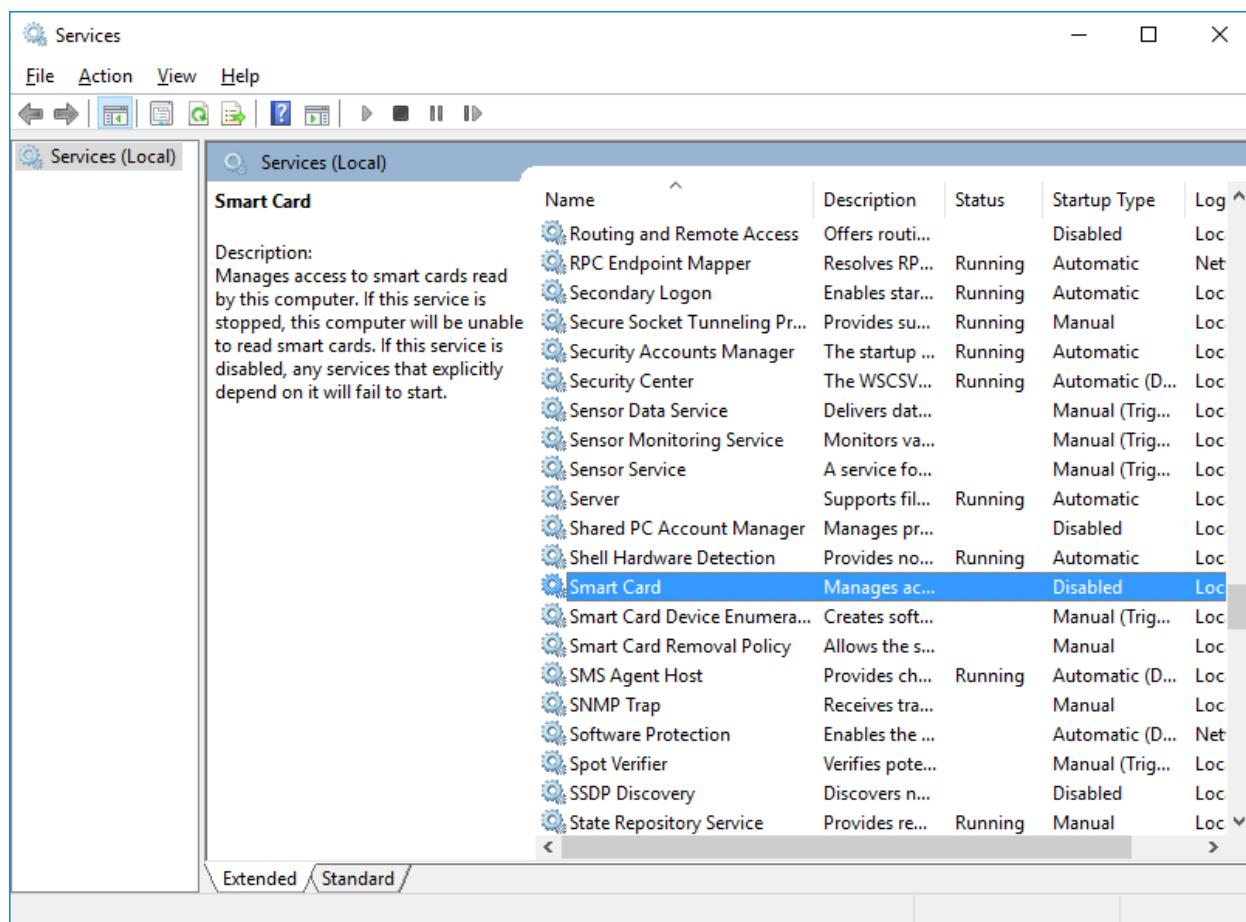 Services
File Action View Help
Services (Local)
Services (Local)
Smart Card
Description:
Manages access to smart cards read
by this computer. If this service is
stopped, this computer will be unable
to read smart cards. If this service is
disabled, any services that explicitly
depend on it will fail to start.
Name Description Status Startup Type Log
Routing and Remote Access Offers routi... Disabled Loc
RPC Endpoint Mapper Resolves RP... Running Automatic Net
Secondary Logon Enables star... Running Automatic Loc
Secure Socket Tunneling Pr... Provides su... Running Manual Loc
Security Accounts Manager The startup ... Running Automatic Loc
Security Center The WSCSV... Running Automatic (D... Loc
Sensor Data Service Delivers dat... Manual (Trig... Loc
Sensor Monitoring Service Monitors va... Manual (Trig... Loc
Sensor Service A service fo... Manual (Trig... Loc
Server Supports fil... Running Automatic Loc
Shared PC Account Manager Manages pr... Disabled Loc
Shell Hardware Detection Provides no... Running Automatic Loc
Smart Card Manages ac... Disabled Loc
Smart Card Device Enumera... Creates soft... Manual (Trig... Loc
Smart Card Removal Policy Allows the s... Manual Loc
SMS Agent Host Provides ch... Running Automatic (D... Loc
SNMP Trap Receives tra... Manual Loc
Software Protection Enables the ... Automatic (D... Net
Spot Verifier Verifies pote... Manual (Trig... Loc
SSDP Discovery Discovers n... Disabled Loc
State Repository Service Provides re... Running Manual Loc
Extended Standard